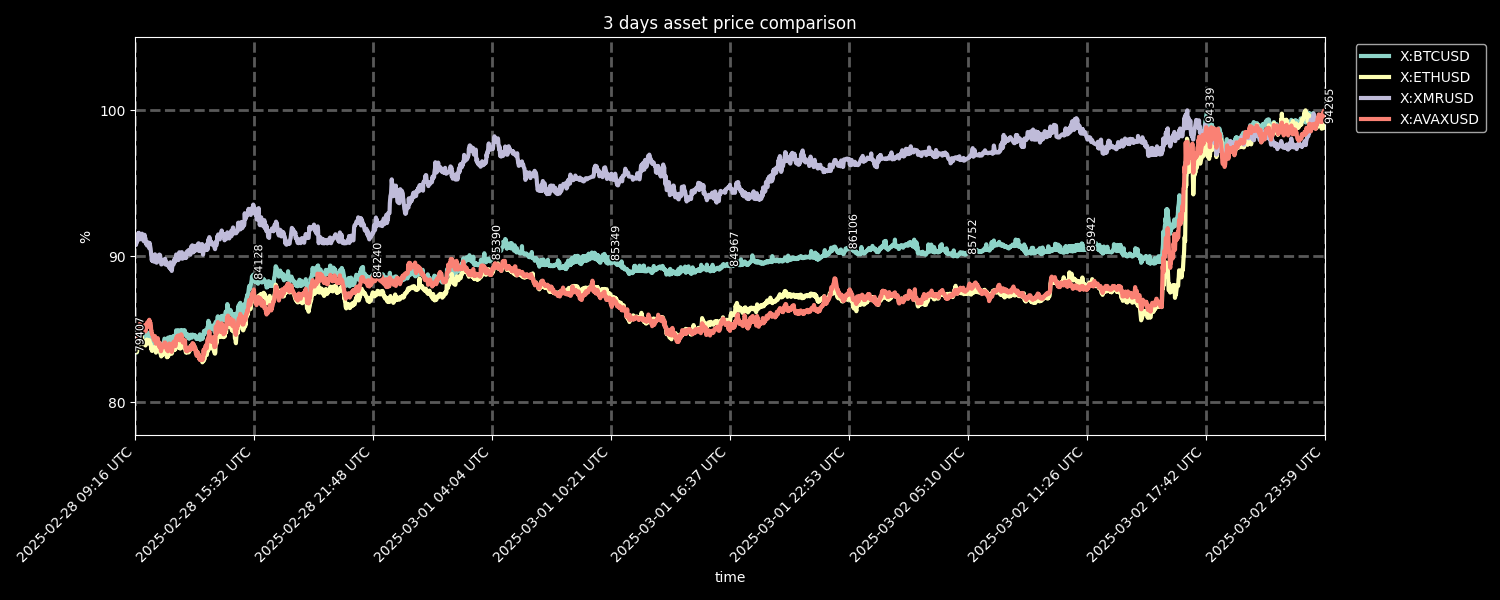 3 days asset price comparison
X:BTCUSD
X:ETHUSD
X:XMRUSD
X:AVAXUSD
%
100
90
80
79407
84128
84240
85390
85349
84967
86106
85752
85942
94339
94265
2025-02-28 09:16 UTC
2025-02-28 15:32 UTC
2025-02-28 21:48 UTC
2025-03-01 04:04 UTC
2025-03-01 10:21 UTC
2025-03-01 16:37 UTC
2025-03-01 22:53 UTC
2025-03-02 05:10 UTC
2025-03-02 11:26 UTC
2025-03-02 17:42 UTC
2025-03-02 23:59 UTC
time